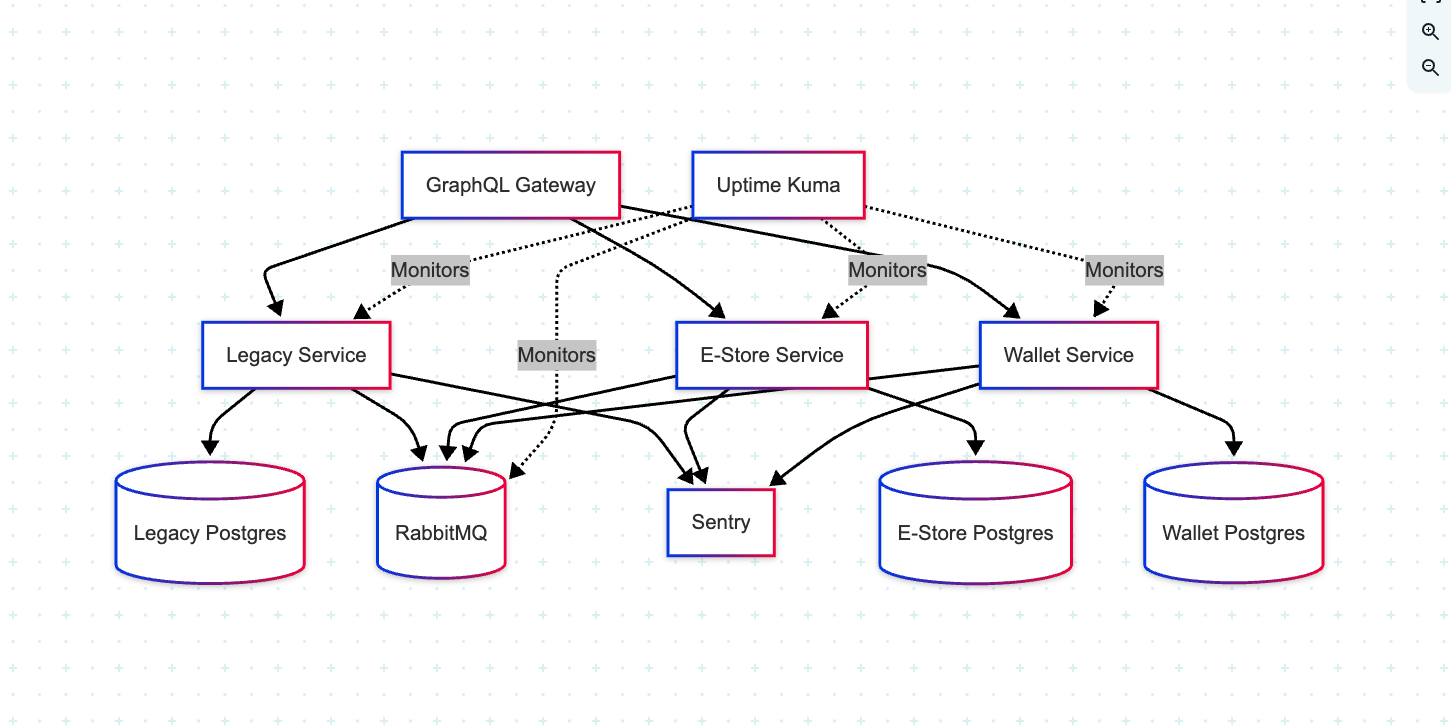 GraphQL Gateway
Uptime Kuma
Monitors
Monitors
Monitors
Legacy Service
Monitors
E-Store Service
Wallet Service
Legacy Postgres
RabbitMQ
Sentry
E-Store Postgres
Wallet Postgres